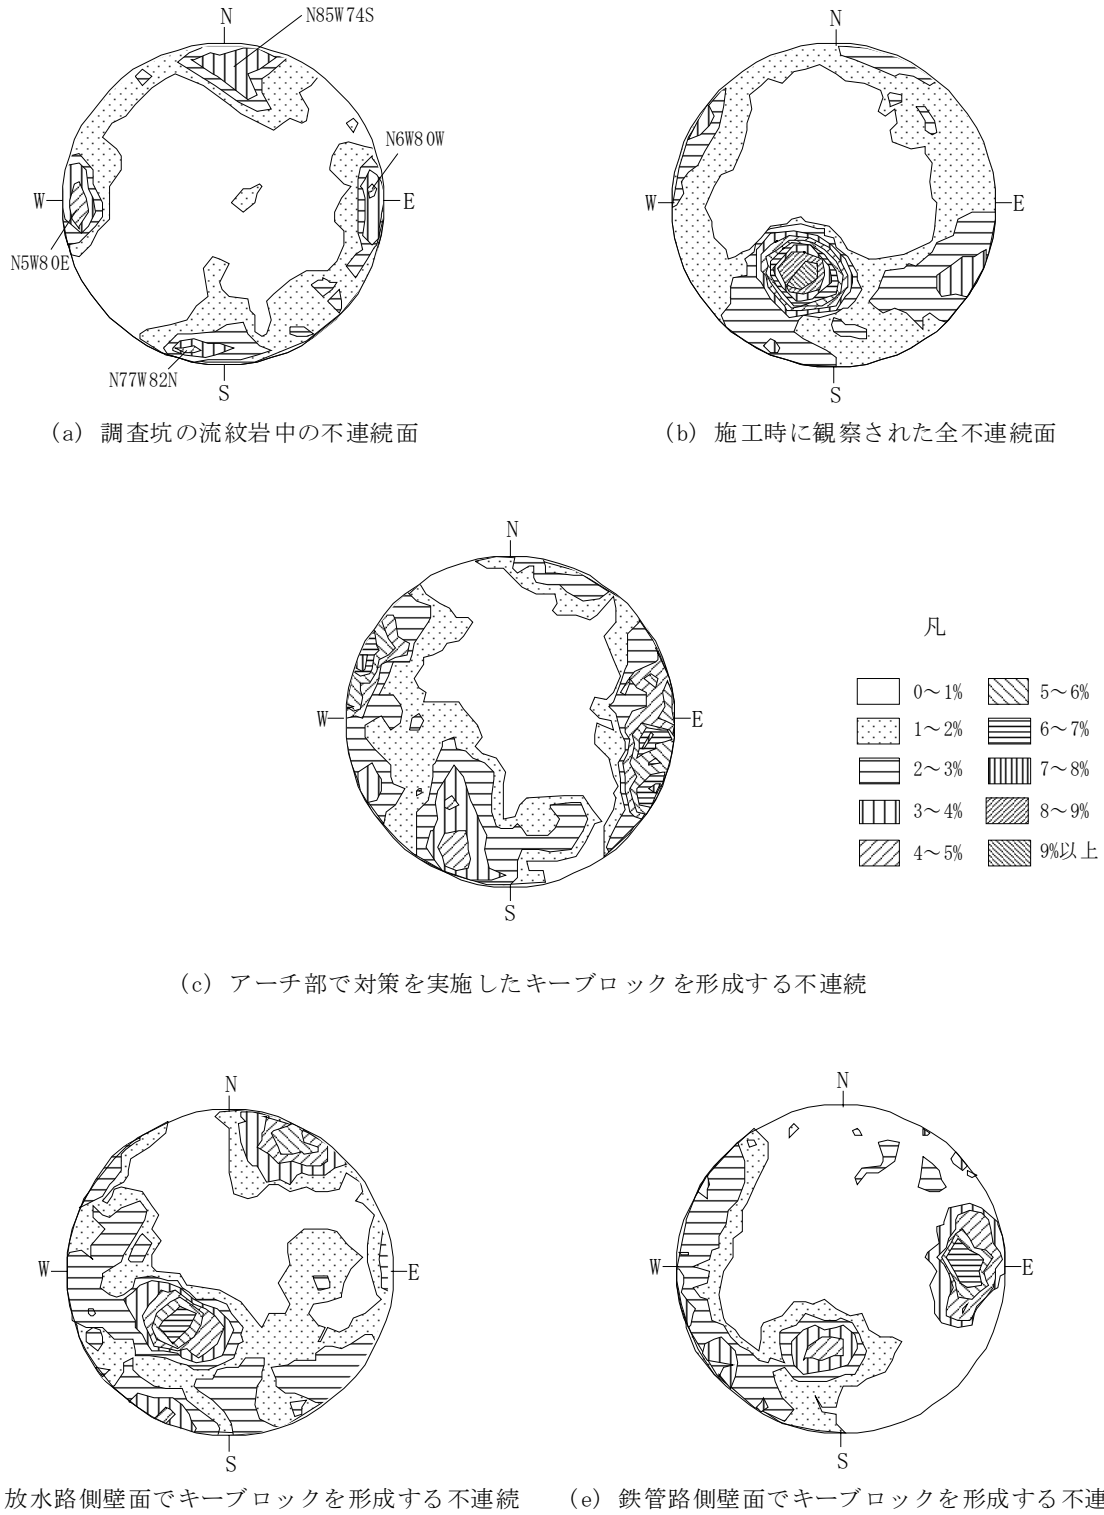 N
N85W74S
N6W80W
W
E
N5W80E
N77W82N
S
(a) 調査坑の流紋岩中の不連続面
N
W
E
S
(b) 施工時に観察された全不連続面
N
W
E
S
凡
0～1%
5～6%
1～2%
6～7%
2～3%
7～8%
3～4%
8～9%
4～5%
9%以上
(c) アーチ部で対策を実施したキーブロックを形成する不連続
N
W
E
S
放水路側壁面でキーブロックを形成する不連続
N
W
E
S
(e) 鉄管路側壁面でキーブロックを形成する不連